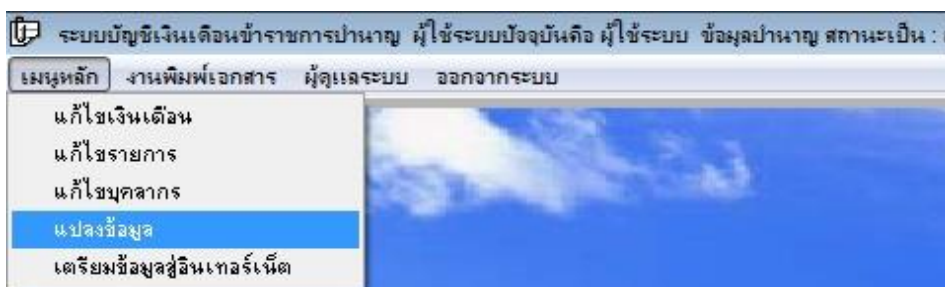 ระบบบัญชีเงินเดือนข้าราชการบำนาญ ผู้ใช้ระบบปัจจุบันคือ ผู้ใช้ระบบ ข้อมูลบำนาญ สถานะเป็น :
เมนูหลัก งานพิมพ์เอกสาร ผู้ดูแลระบบ ออกจากระบบ
แก้ไขเงินเดือน
แก้ไขรายการ
แก้ไขบุคลากร
แปลงข้อมูล
เตรียมข้อมูลสู่อินเทอร์เน็ต